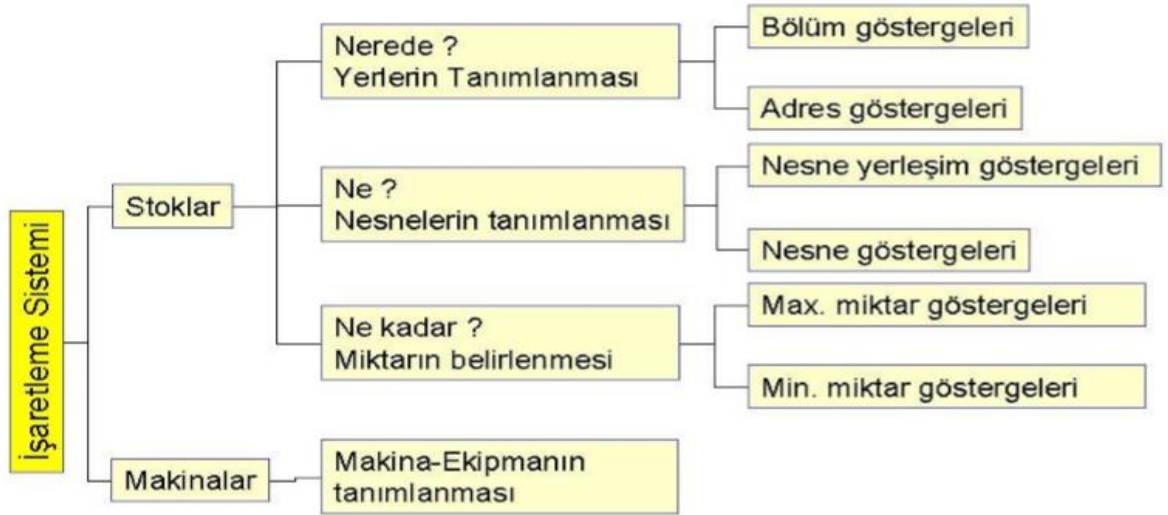 İşaretleme Sistemi
Stoklar
Nerede ?
Yerlerin Tanımlanması
Bölüm göstergeleri
Adres göstergeleri
Ne ?
Nesnelerin tanımlanması
Nesne yerleşim göstergeleri
Nesne göstergeleri
Ne kadar ?
Miktarın belirlenmesi
Max. miktar göstergeleri
Min. miktar göstergeleri
Makinalar
Makina-Ekipmanın
tanımlanması